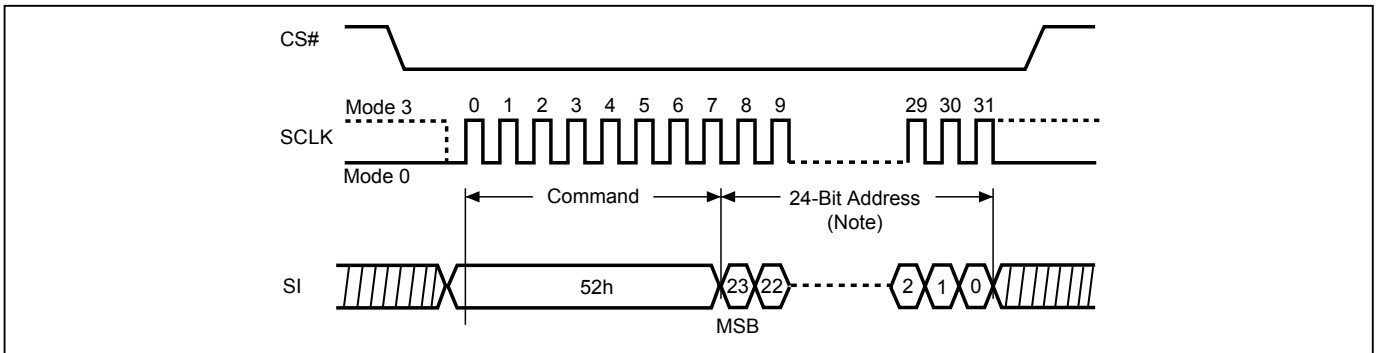 CS#
Mode 3
0 1 2 3 4 5 6 7 8 9 29 30 31
SCLK
Mode 0
Command
24-Bit Address
(Note)
SI
52h
23 22 2 1 0
MSB